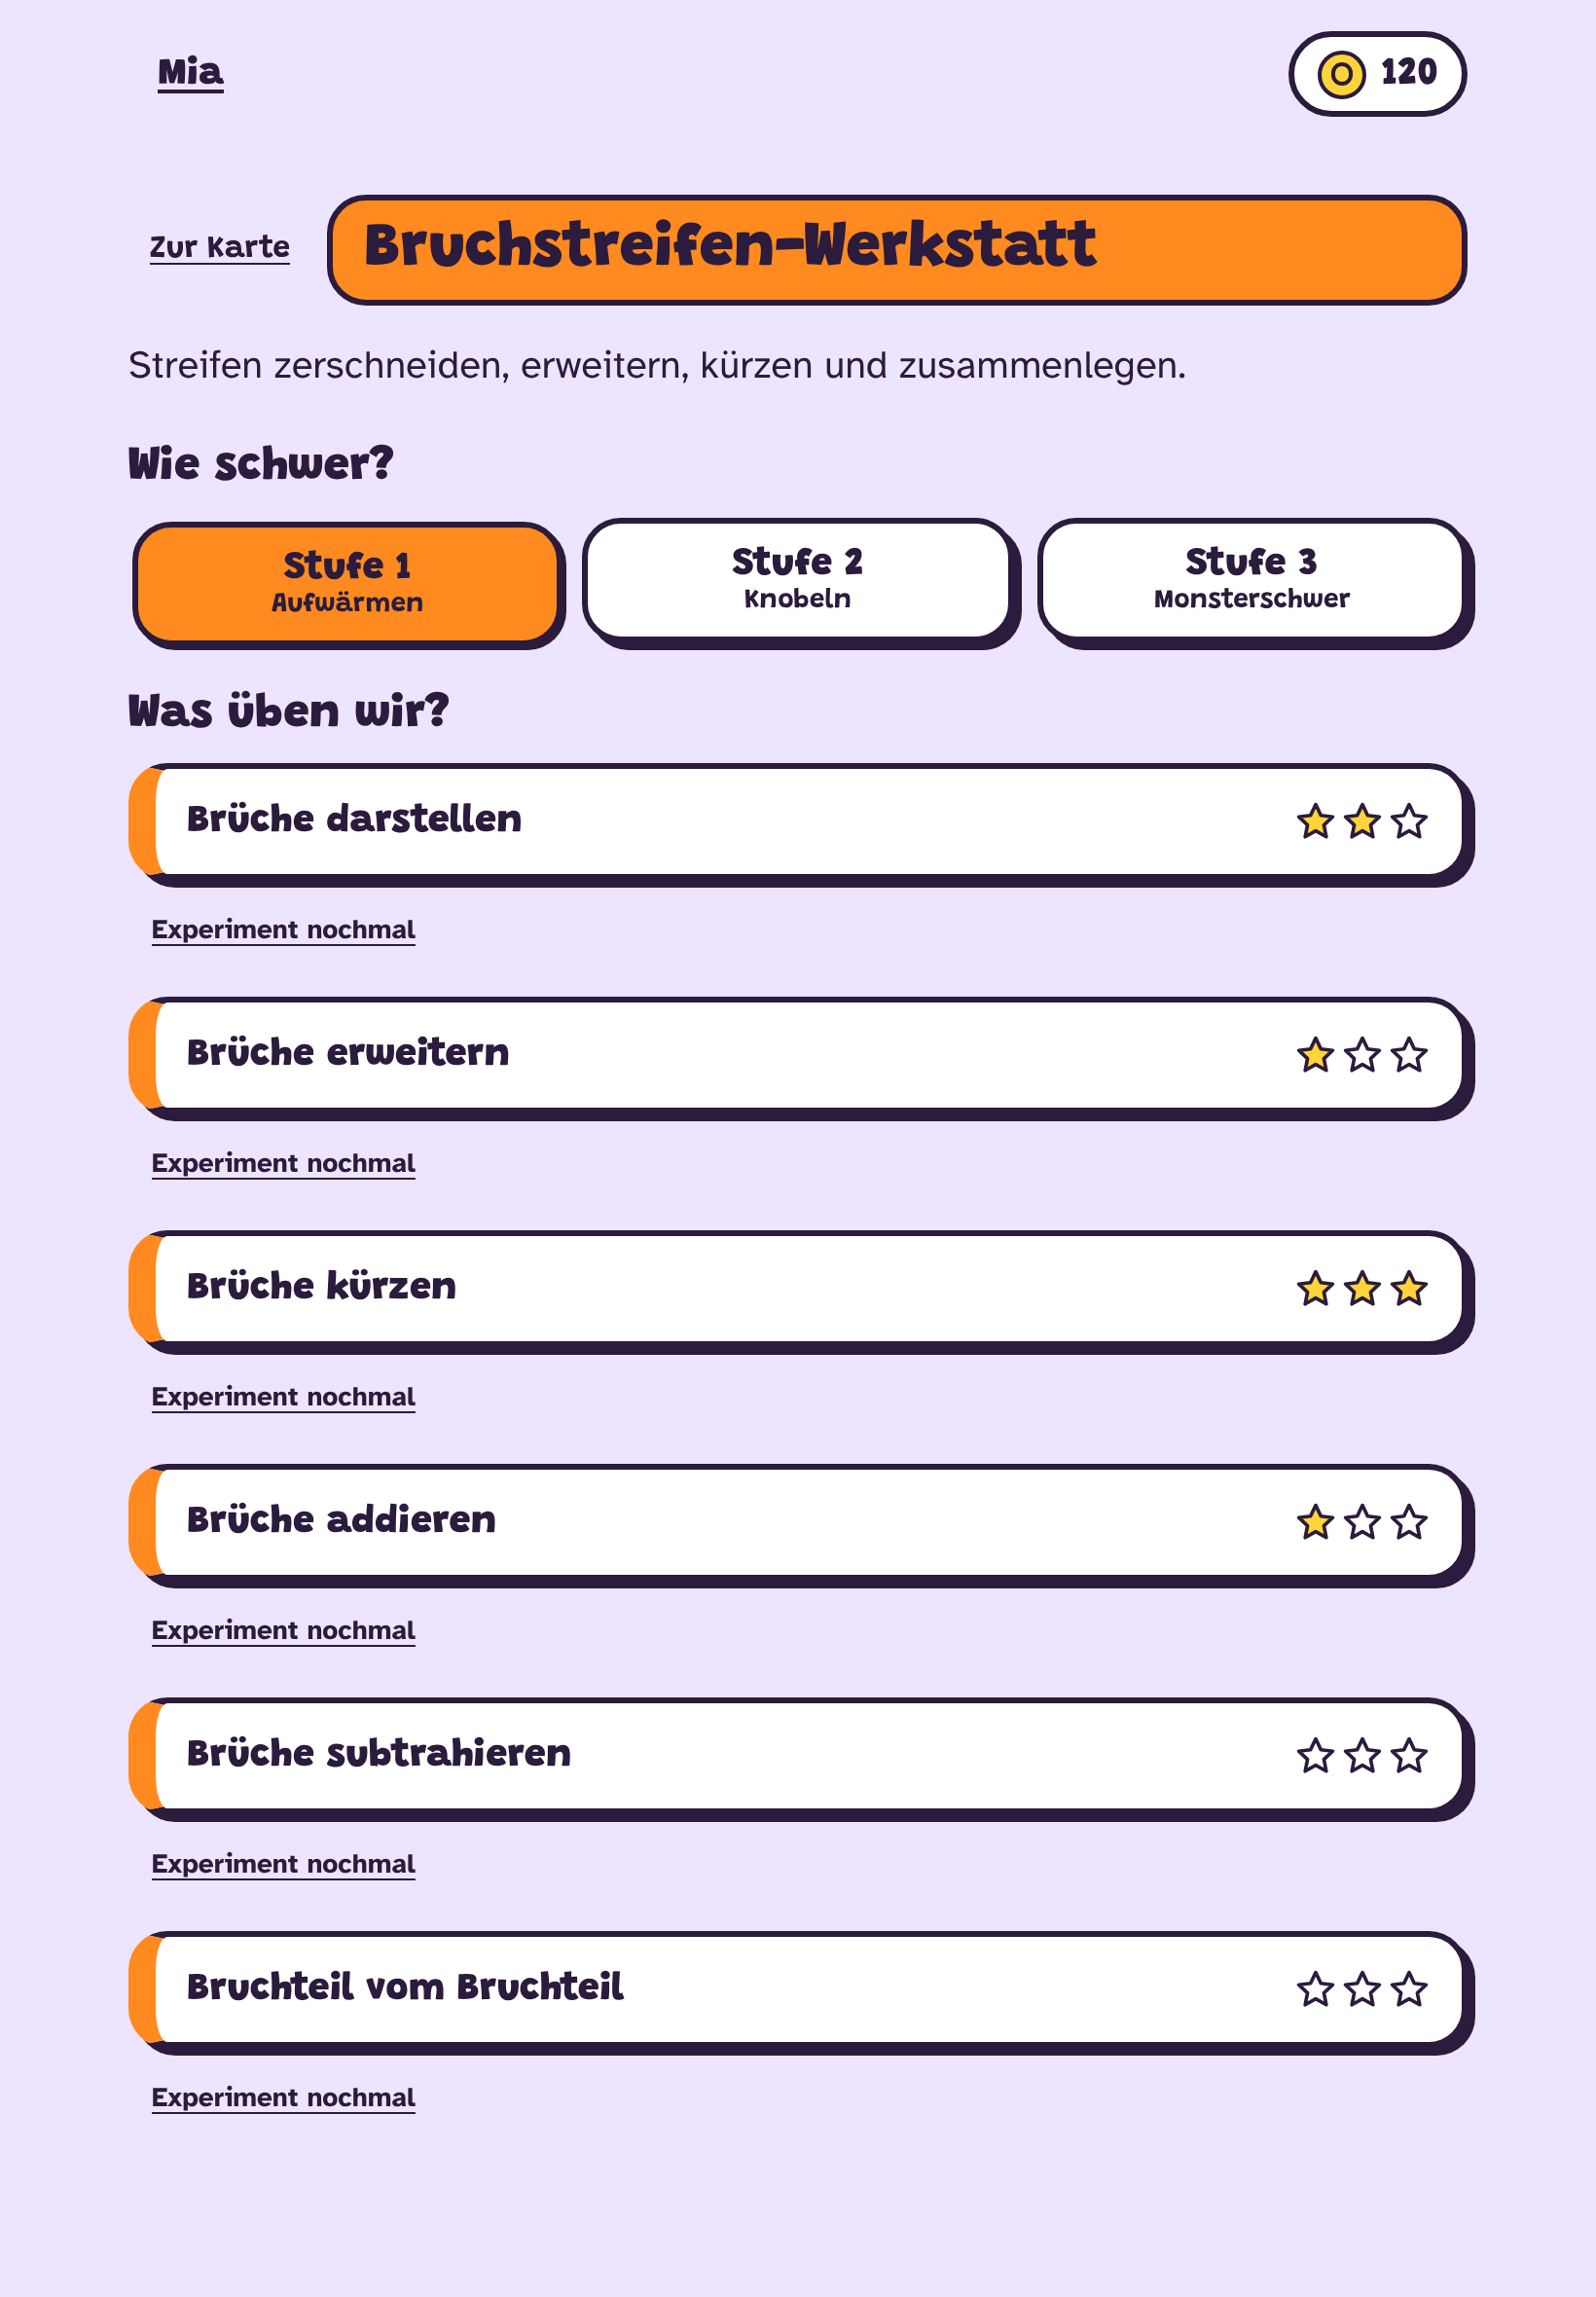 Mia
120
Zur Karte
Bruchstreifen-Werkstatt
Streifen zerschneiden, erweitern, kürzen und zusammenlegen.
Wie schwer?
Stufe 1
Aufwärmen
Stufe 2
Knobeln
Stufe 3
Monsterschwer
Was üben wir?
Brüche darstellen
Experiment nochmal
Brüche erweitern
Experiment nochmal
Brüche kürzen
Experiment nochmal
Brüche addieren
Experiment nochmal
Brüche subtrahieren
Experiment nochmal
Bruchteil vom Bruchteil
Experiment nochmal